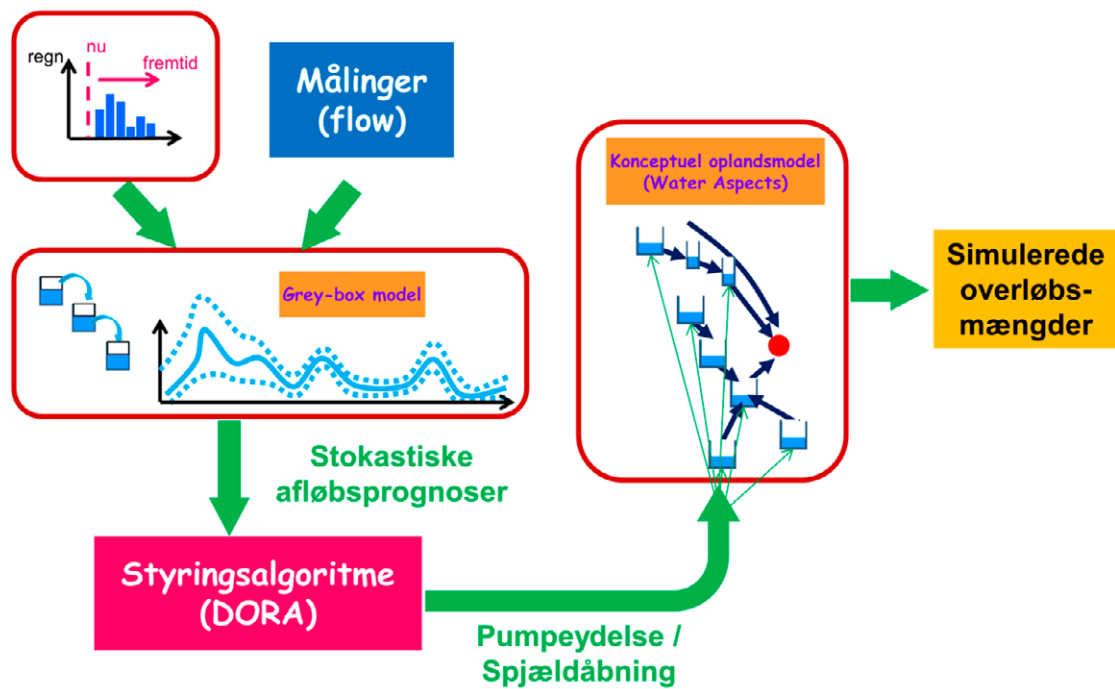 regn
nu
fremtid
Målinger
(flow)
Grey-box model
Stokastiske
afløbsprognoser
Styringsalgoritme
(DORA)
Pumpeydelse /
Spjældåbning
Konceptuel oplandsmodel
(Water Aspects)
Simulerede
overløbs-
mængder